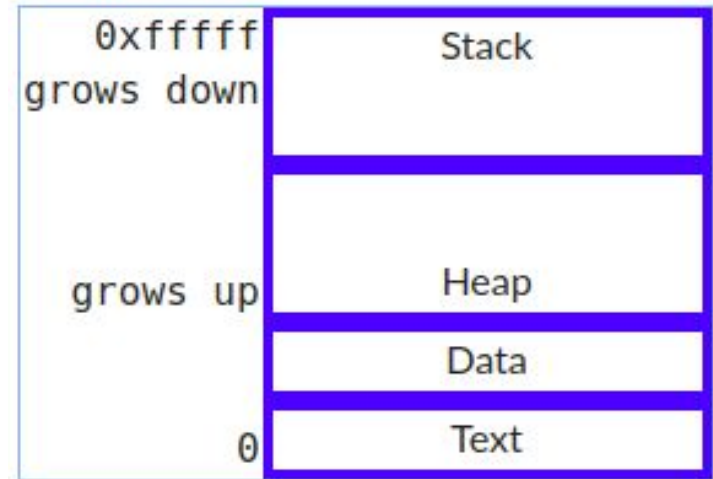 0xfffff Stack
grows down
grows up Heap
Data
0 Text